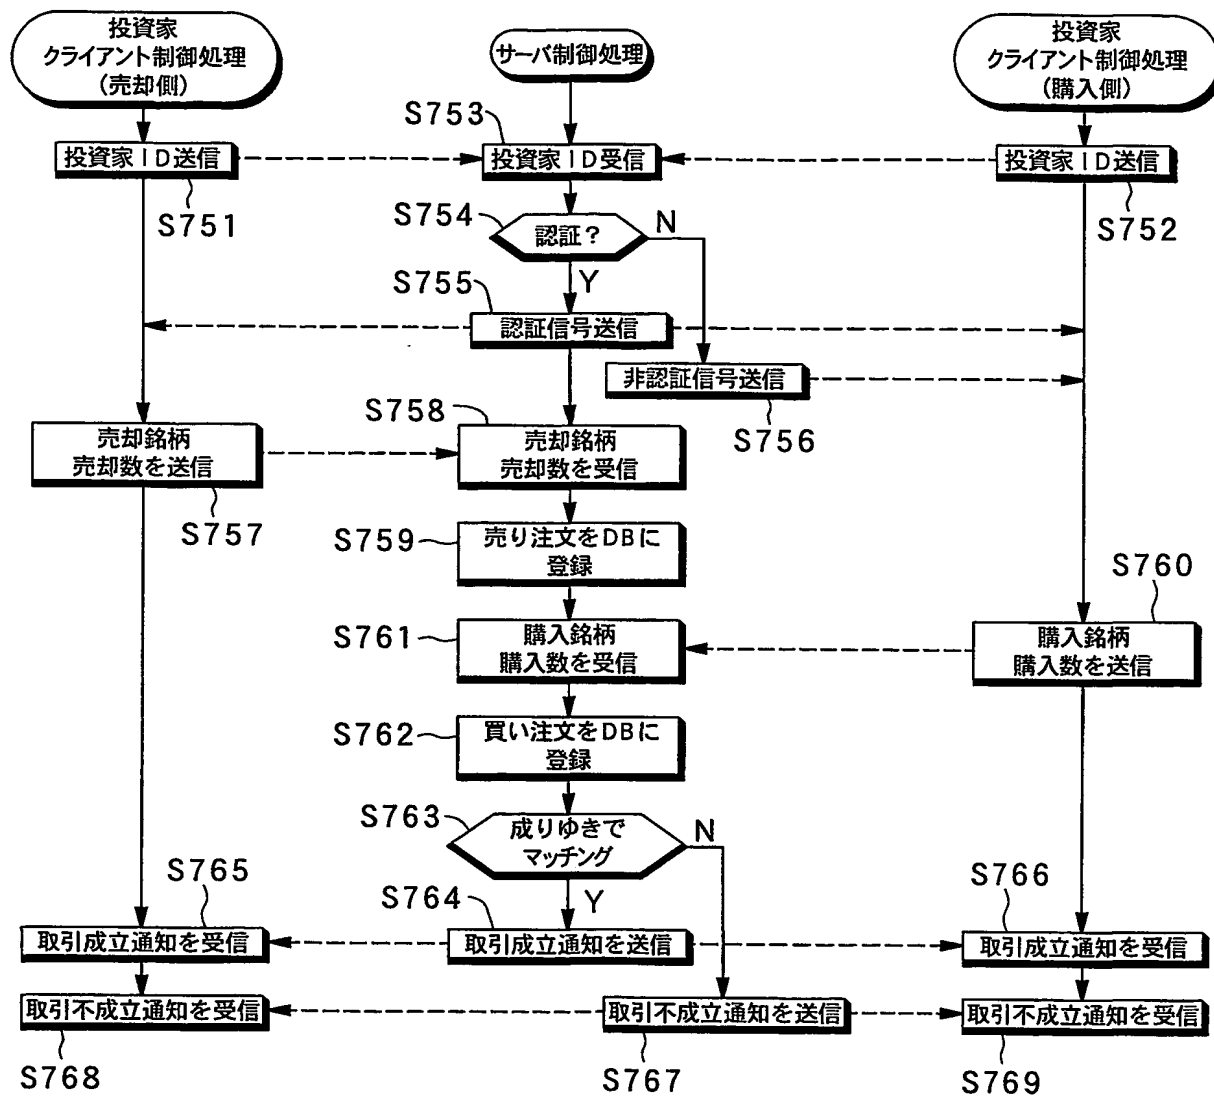 投資家
クライアント制御処理
(売却側)
サーバ制御処理
投資家
クライアント制御処理
(購入側)
S753
投資家ID送信
投資家ID受信
投資家ID送信
S751
S754
認証?
N
S752
S755
Y
認証信号送信
非認証信号送信
S756
S758
売却銘柄
売却数を送信
売却銘柄
売却数を受信
S757
S759
売り注文をDBに
登録
S760
S761
購入銘柄
購入数を受信
購入銘柄
購入数を送信
S762
買い注文をDBに
登録
S763
成りゆきで
マッチング
N
S765
S764
Y
S766
取引成立通知を受信
取引成立通知を送信
取引成立通知を受信
取引不成立通知を受信
取引不成立通知を送信
取引不成立通知を受信
S768
S767
S769